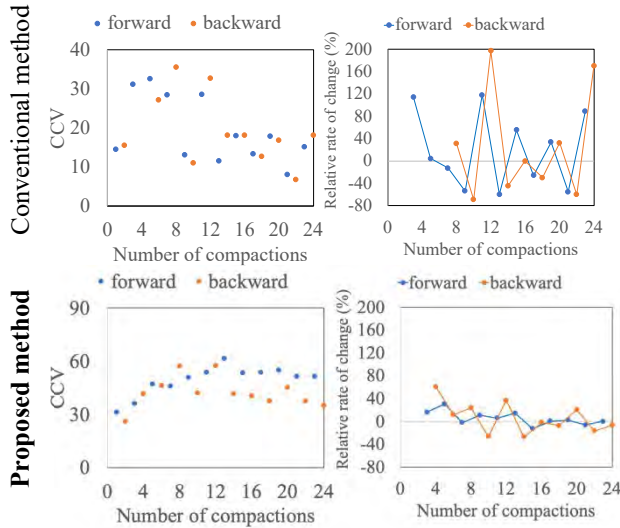 Conventional method
forward backward
CCV
40
30
20
10
0
0 4 8 12 16 20 24
Number of compactions
forward backward
Relative rate of change (%)
200
160
120
80
40
0
-40
-80
0 4 8 12 16 20 24
Number of compactions
Proposed method
forward backward
CCV
90
60
30
0
0 4 8 12 16 20 24
Number of compactions
forward backward
Relative rate of change (%)
200
160
120
80
40
0
-40
-80
0 4 8 12 16 20 24
Number of compactions